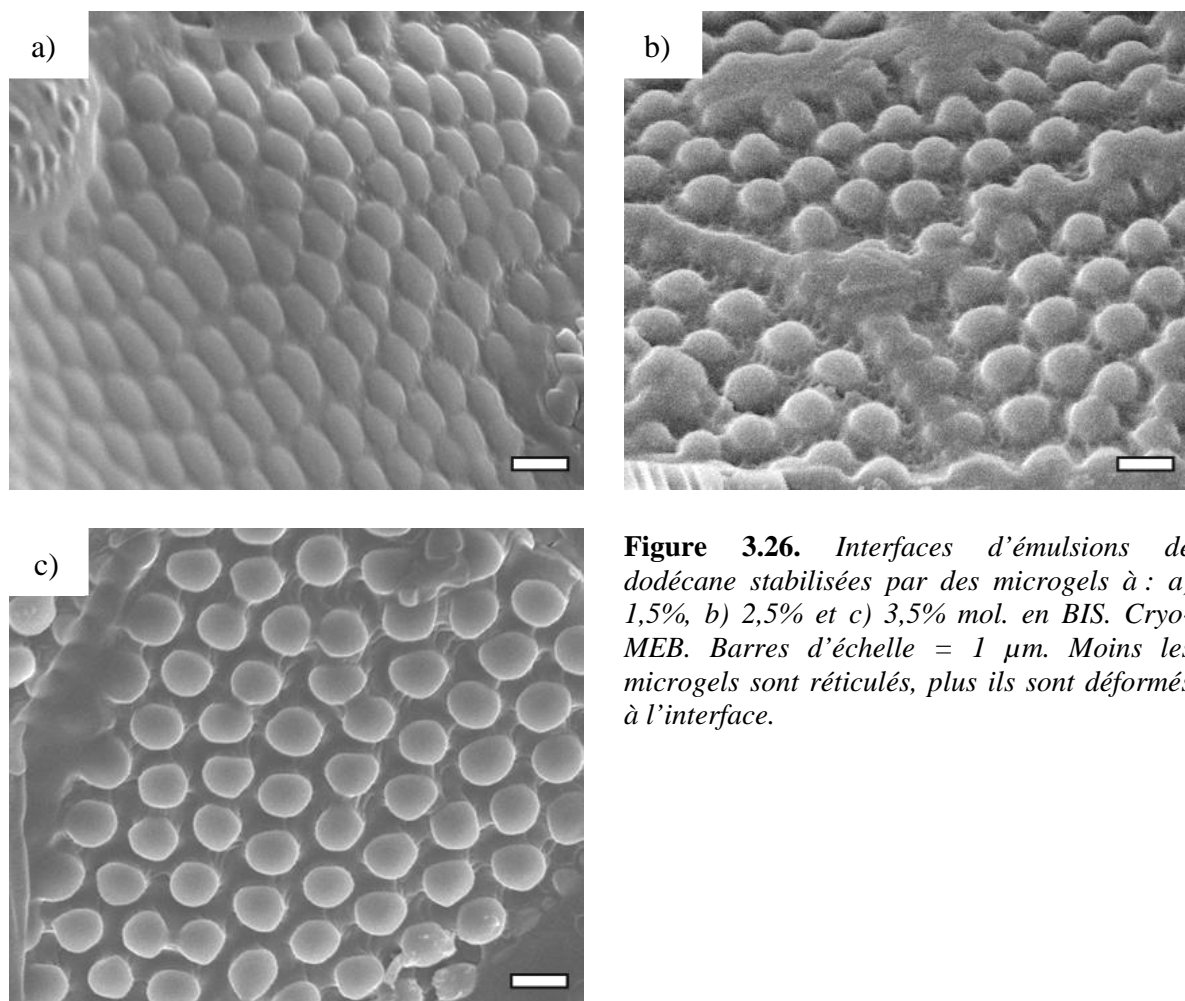 a)
b)
c)
Figure 3.26. Interfaces d'émulsions de
dodécane stabilisées par des microgels à : a)
1,5%, b) 2,5% et c) 3,5% mol. en BIS. Cryo-
MEB. Barres d'échelle = 1 µm. Moins les
microgels sont réticulés, plus ils sont déformés
à l'interface.